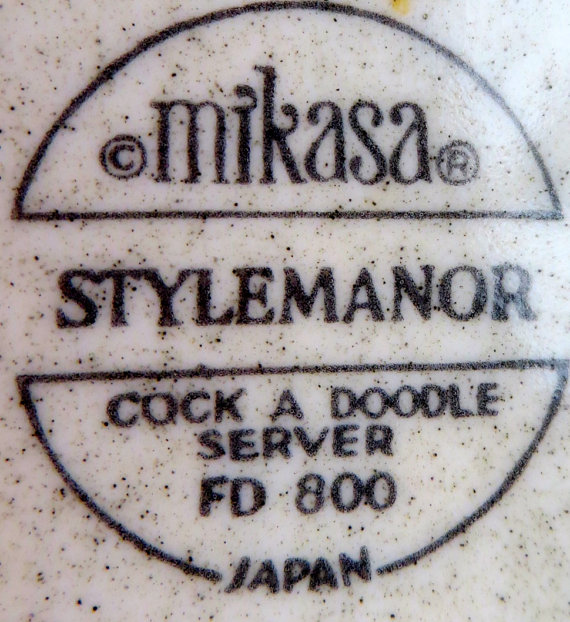 ©mikasa®
STYLEMANOR
COCK A DOODLE
SERVER
FD 800
JAPAN